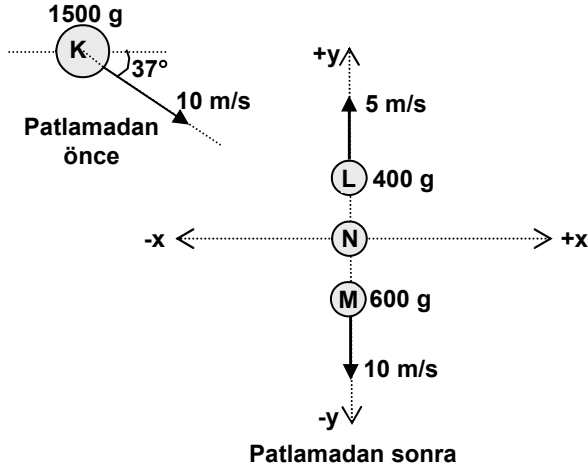 1500 g
K
37°
10 m/s
Patlamadan
önce
+y
5 m/s
L
400 g
-x
N
+x
M
600 g
10 m/s
-y
Patlamadan sonra